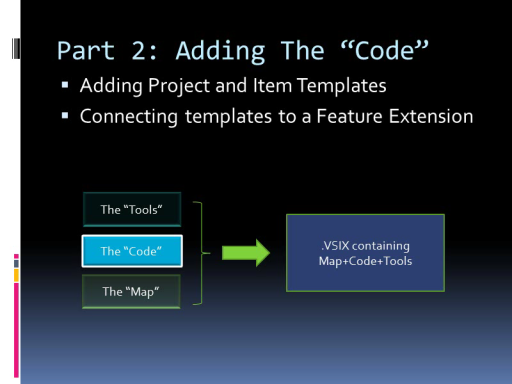 Part 2: Adding The “Code”
Adding Project and Item Templates
Connecting templates to a Feature Extension
The “Tools”
The “Code”
The “Map”
.VSIX containing
Map+Code+Tools